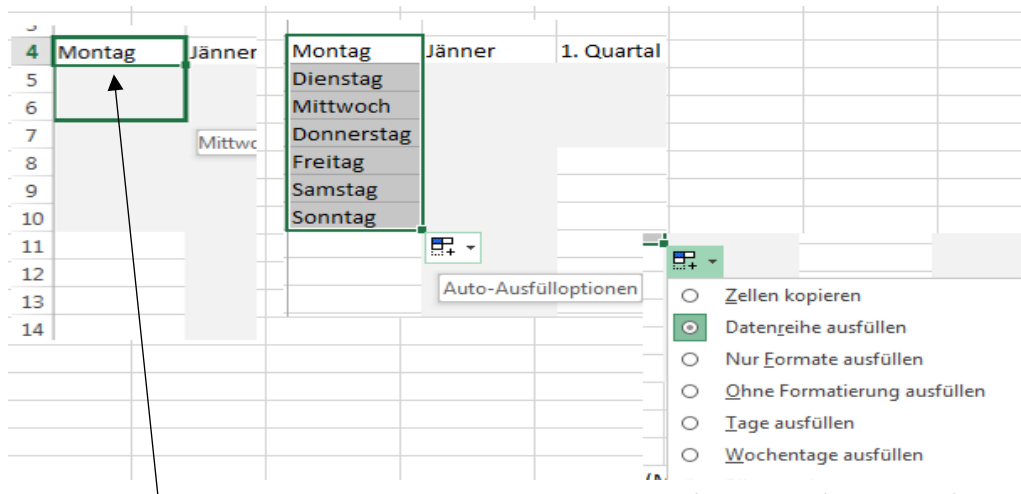 4 Montag Jänner
5
6
7 Mittwo
8
9
10
11
12
13
14
Montag Jänner 1. Quartal
Dienstag
Mittwoch
Donnerstag
Freitag
Samstag
Sonntag
Auto-Ausfülloptionen
Zellen kopieren
Datenreihe ausfüllen
Nur Formate ausfüllen
Ohne Formatierung ausfüllen
Tage ausfüllen
Wochentage ausfüllen